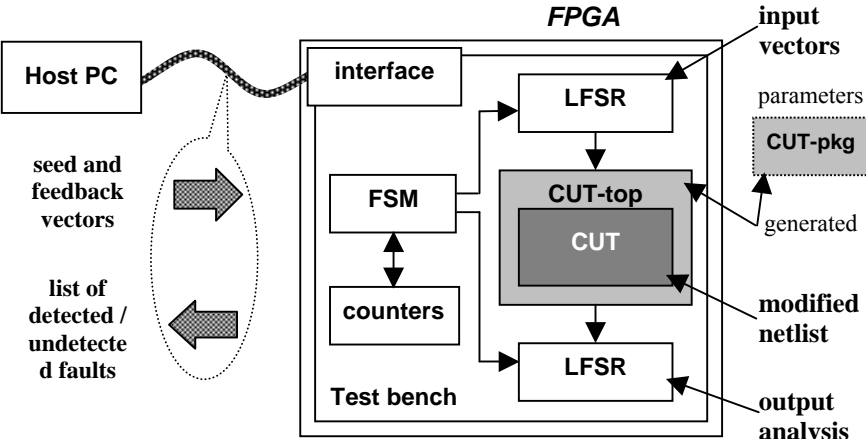 FPGA
input
vectors
Host PC
interface
LFSR
parameters
CUT-pkg
seed and
feedback
vectors
FSM
CUT-top
CUT
generated
list of
detected /
undetecte
d faults
counters
modified
netlist
LFSR
Test bench
output
analysis